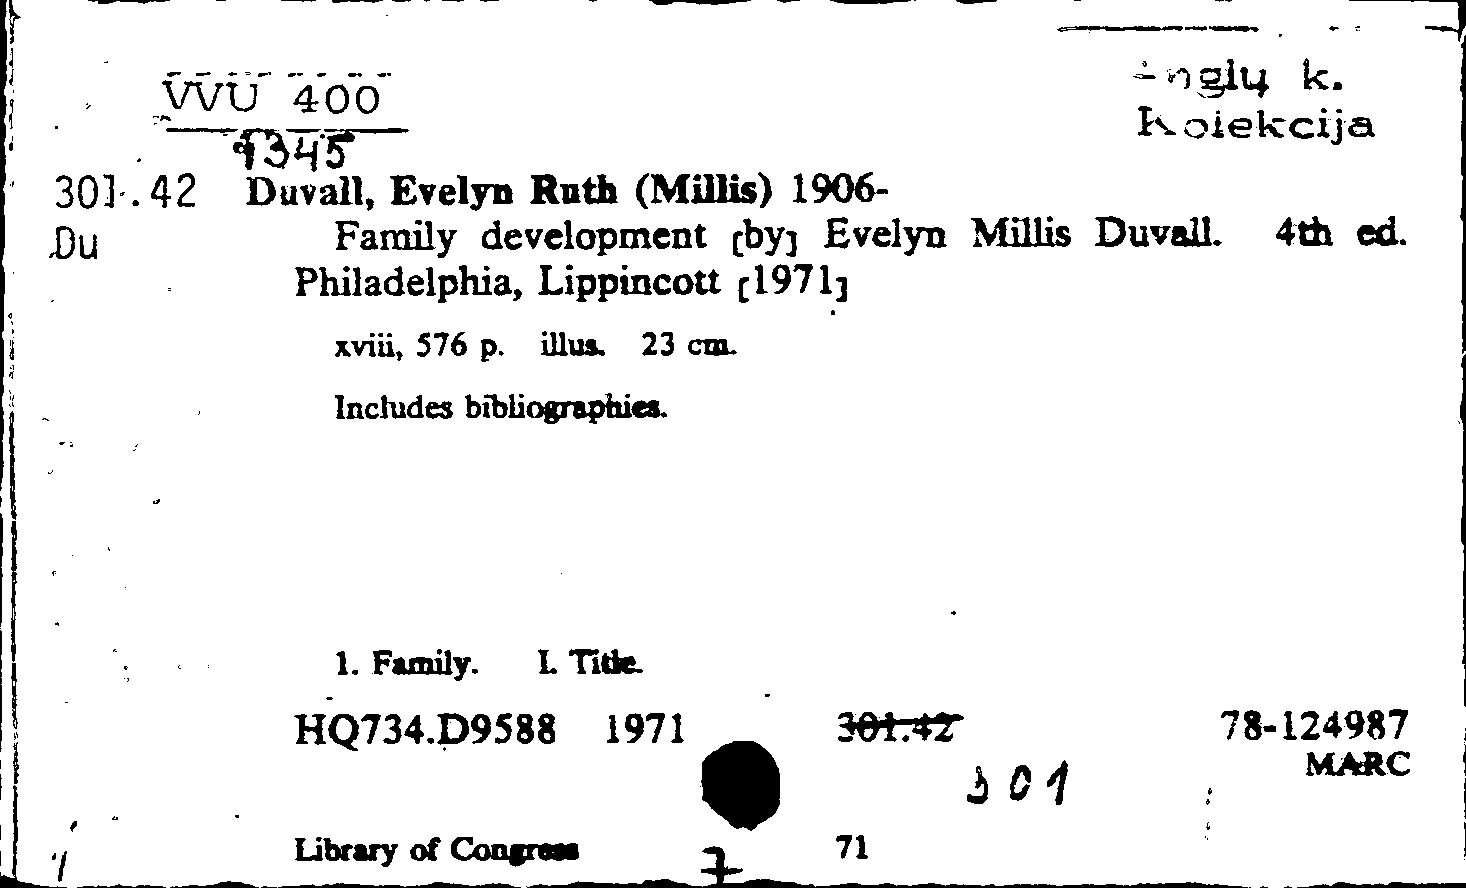 VVU 400
Anglų k.
Kolekcija
9345
301.42 Duvall, Evelyn Ruth (Millis) 1906-
Du Family development [by] Evelyn Millis Duvall. 4th ed.
Philadelphia, Lippincott [1971]
xviii, 576 p. illus. 23 cm.
Includes bibliographies.
1. Family. I. Title.
HQ734.D9588 1971 301.42 78-124987
MARC
301
Library of Congress 7 71